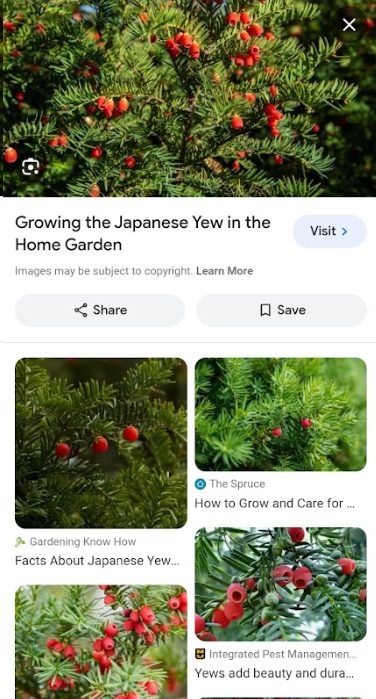 Growing the Japanese Yew in the
Home Garden
Visit
Images may be subject to copyright. Learn More
Share
Save
The Spruce
How to Grow and Care for ...
Gardening Know How
Facts About Japanese Yew...
Integrated Pest Managemen...
Yews add beauty and dura...